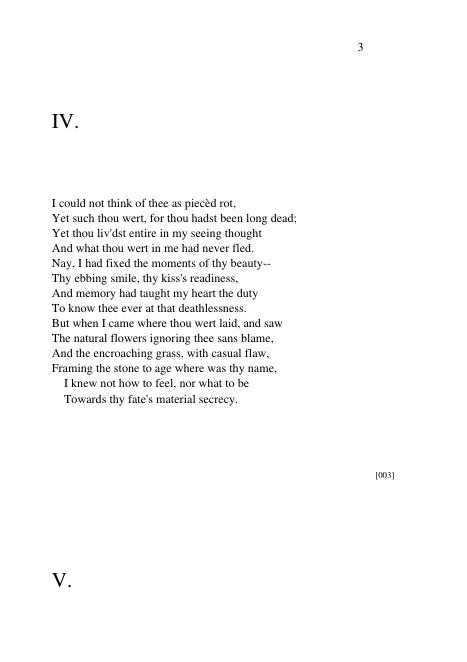 3
IV.
I could not think of thee as piecèd rot,
Yet such thou wert, for thou hadst been long dead;
Yet thou liv'dst entire in my seeing thought
And what thou wert in me had never fled.
Nay, I had fixed the moments of thy beauty--
Thy ebbing smile, thy kiss's readiness,
And memory had taught my heart the duty
To know thee ever at that deathlessness.
But when I came where thou wert laid, and saw
The natural flowers ignoring thee sans blame,
And the encroaching grass, with casual flaw,
Framing the stone to age where was thy name,
I knew not how to feel, nor what to be
Towards thy fate's material secrecy.
[003]
V.